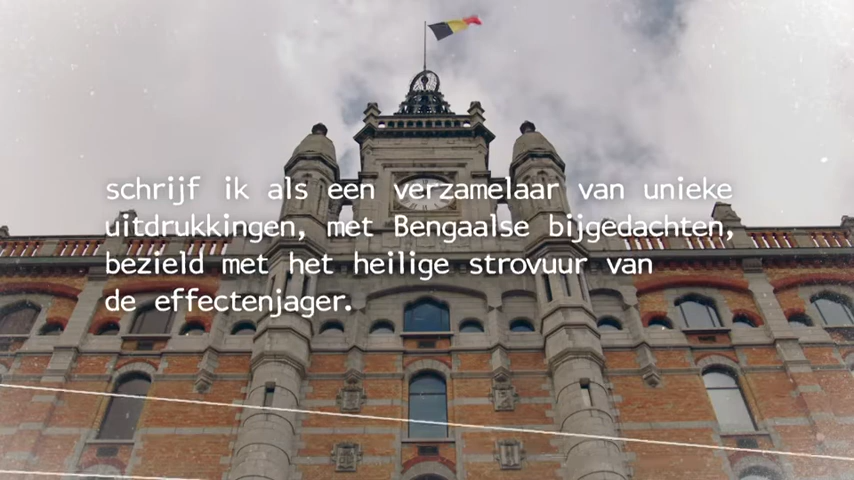 schrijf ik als een verzamelaar van unieke
uitdrukkingen, met Bengaalse bijgedachten,
bezield met het heilige strovuur van
de effectenjager.